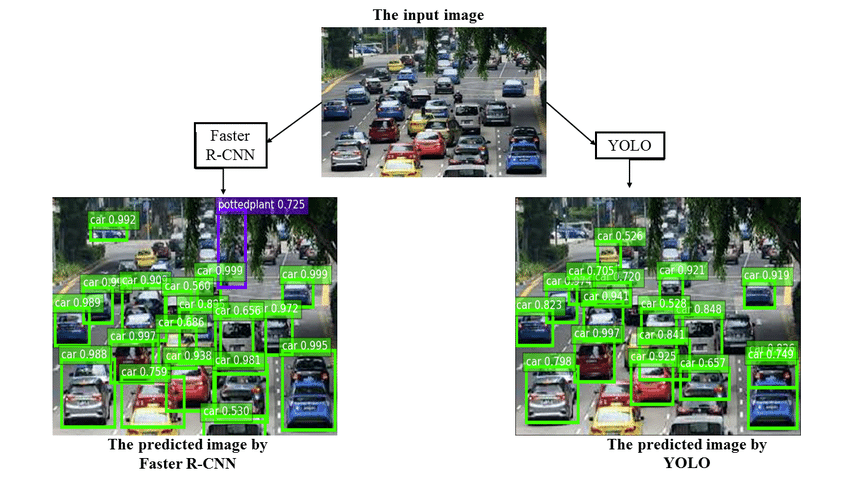 The input image
Faster
R-CNN
YOLO
pottedplant 0.725
car 0.992
car 0.999
car 0.999
car 0.560
car
car 0.989
car 0.656
0.972
car 0.686
car 0.997
car 0.995
car 0.988
car 0.938
car 0.981
car 0.759
car 0.530
car 0.526
car 0.705
0.720
car 0.921
car 0.919
car 0.941
car 0.823
car 0.528
car 0.848
car 0.997
car 0.841
car 0.749
car 0.798
car 0.925
car 0.657
The predicted image by
Faster R-CNN
The predicted image by
YOLO